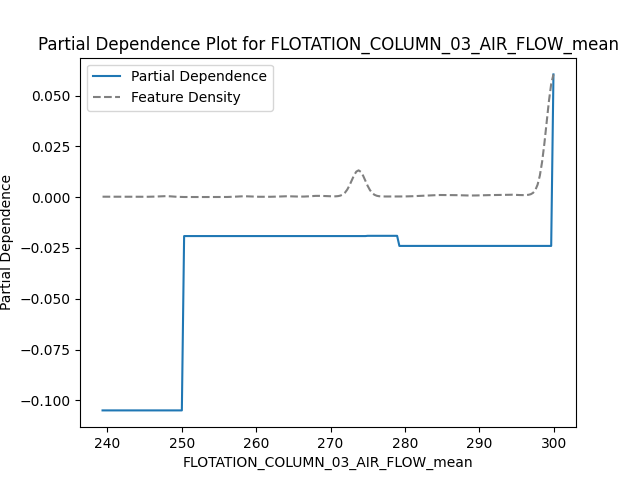 Partial Dependence Plot for FLOTATION_COLUMN_03_AIR_FLOW_mean
Partial Dependence
Feature Density
0.050
0.025
0.000
−0.025
−0.050
−0.075
−0.100
Partial Dependence
240 250 260 270 280 290 300
FLOTATION_COLUMN_03_AIR_FLOW_mean